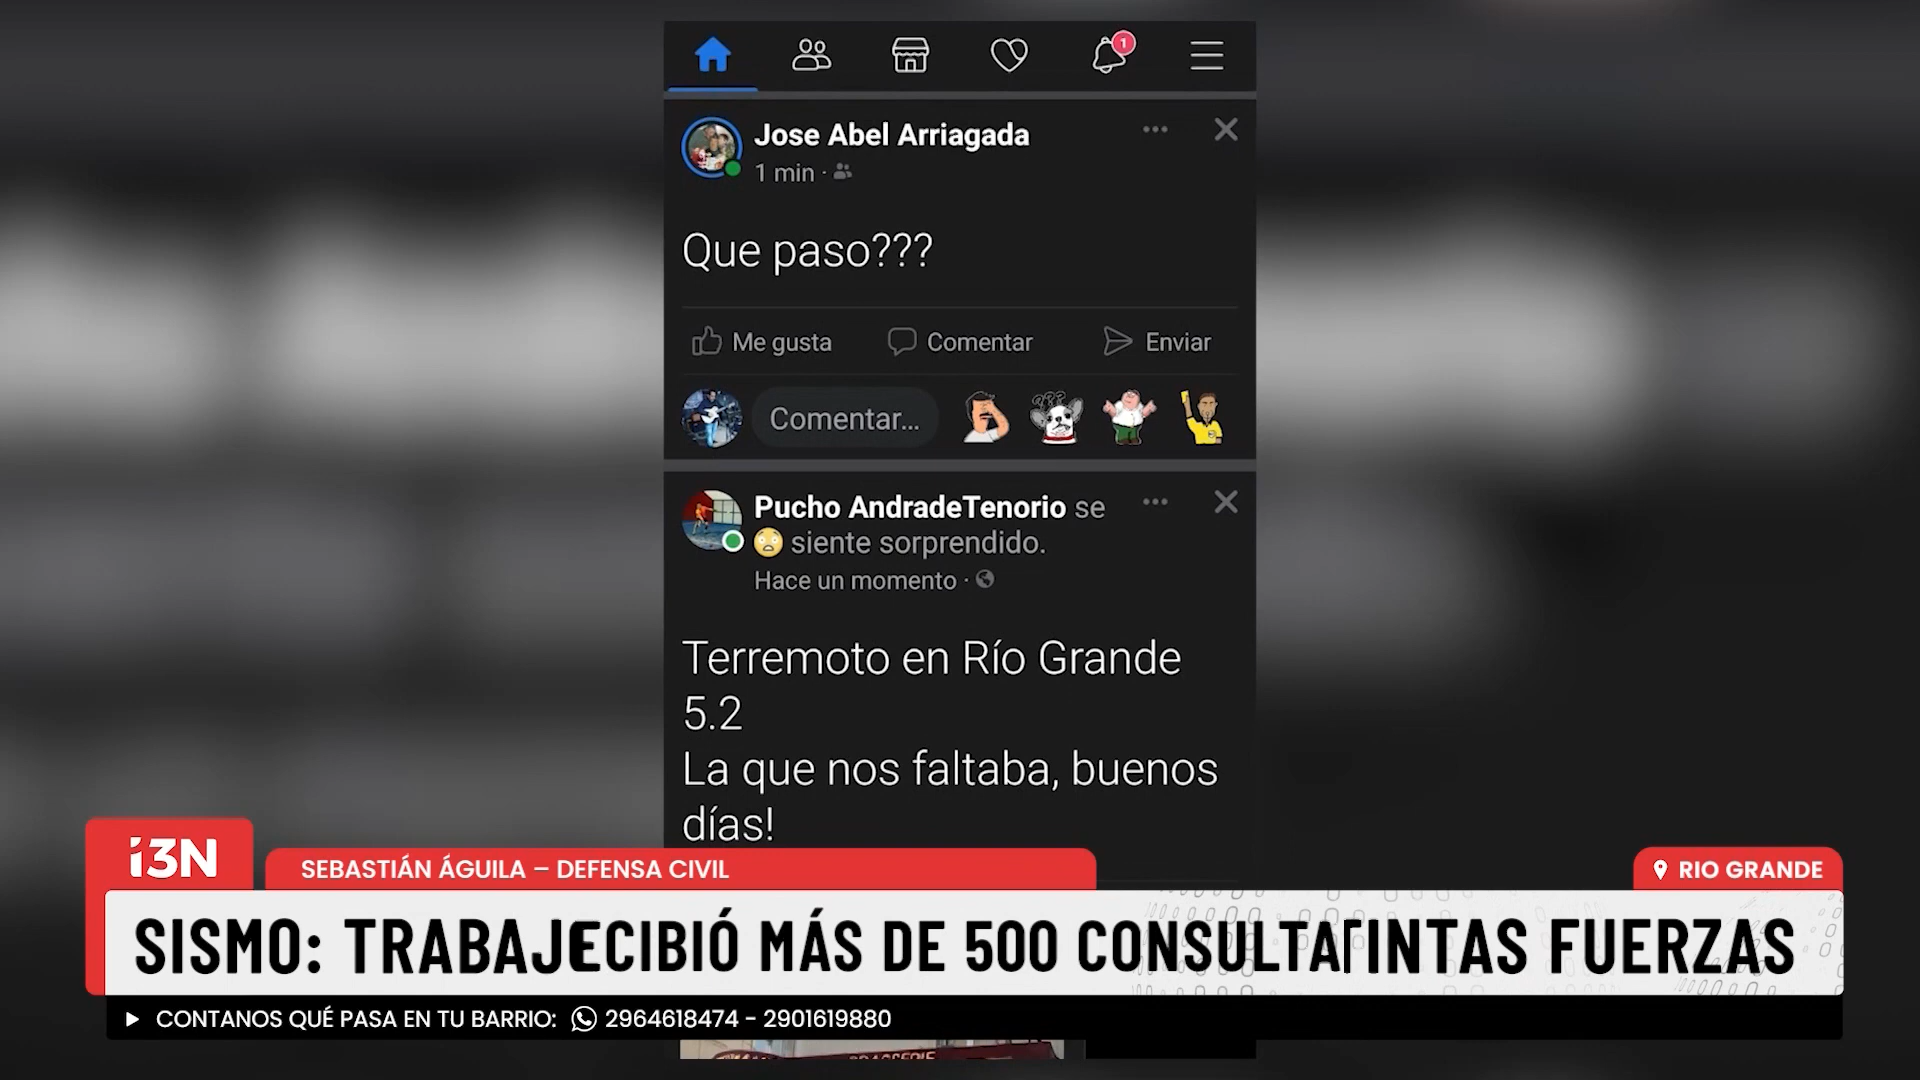 1
Jose Abel Arriagada
1 min ·
Que paso???
Me gusta
Comentar
Enviar
Comentar...
Pucho AndradeTenorio se
siente sorprendido.
Hace un momento ·
Terremoto en Río Grande
5.2
La que nos faltaba, buenos
días!
i3N
SEBASTIÁN ÁGUILA – DEFENSA CIVIL
RIO GRANDE
SISMO: TRABAJECIBIÓ MÁS DE 500 CONSULTATINTAS FUERZAS
CONTANOS QUÉ PASA EN TU BARRIO: 2964618474 - 2901619880